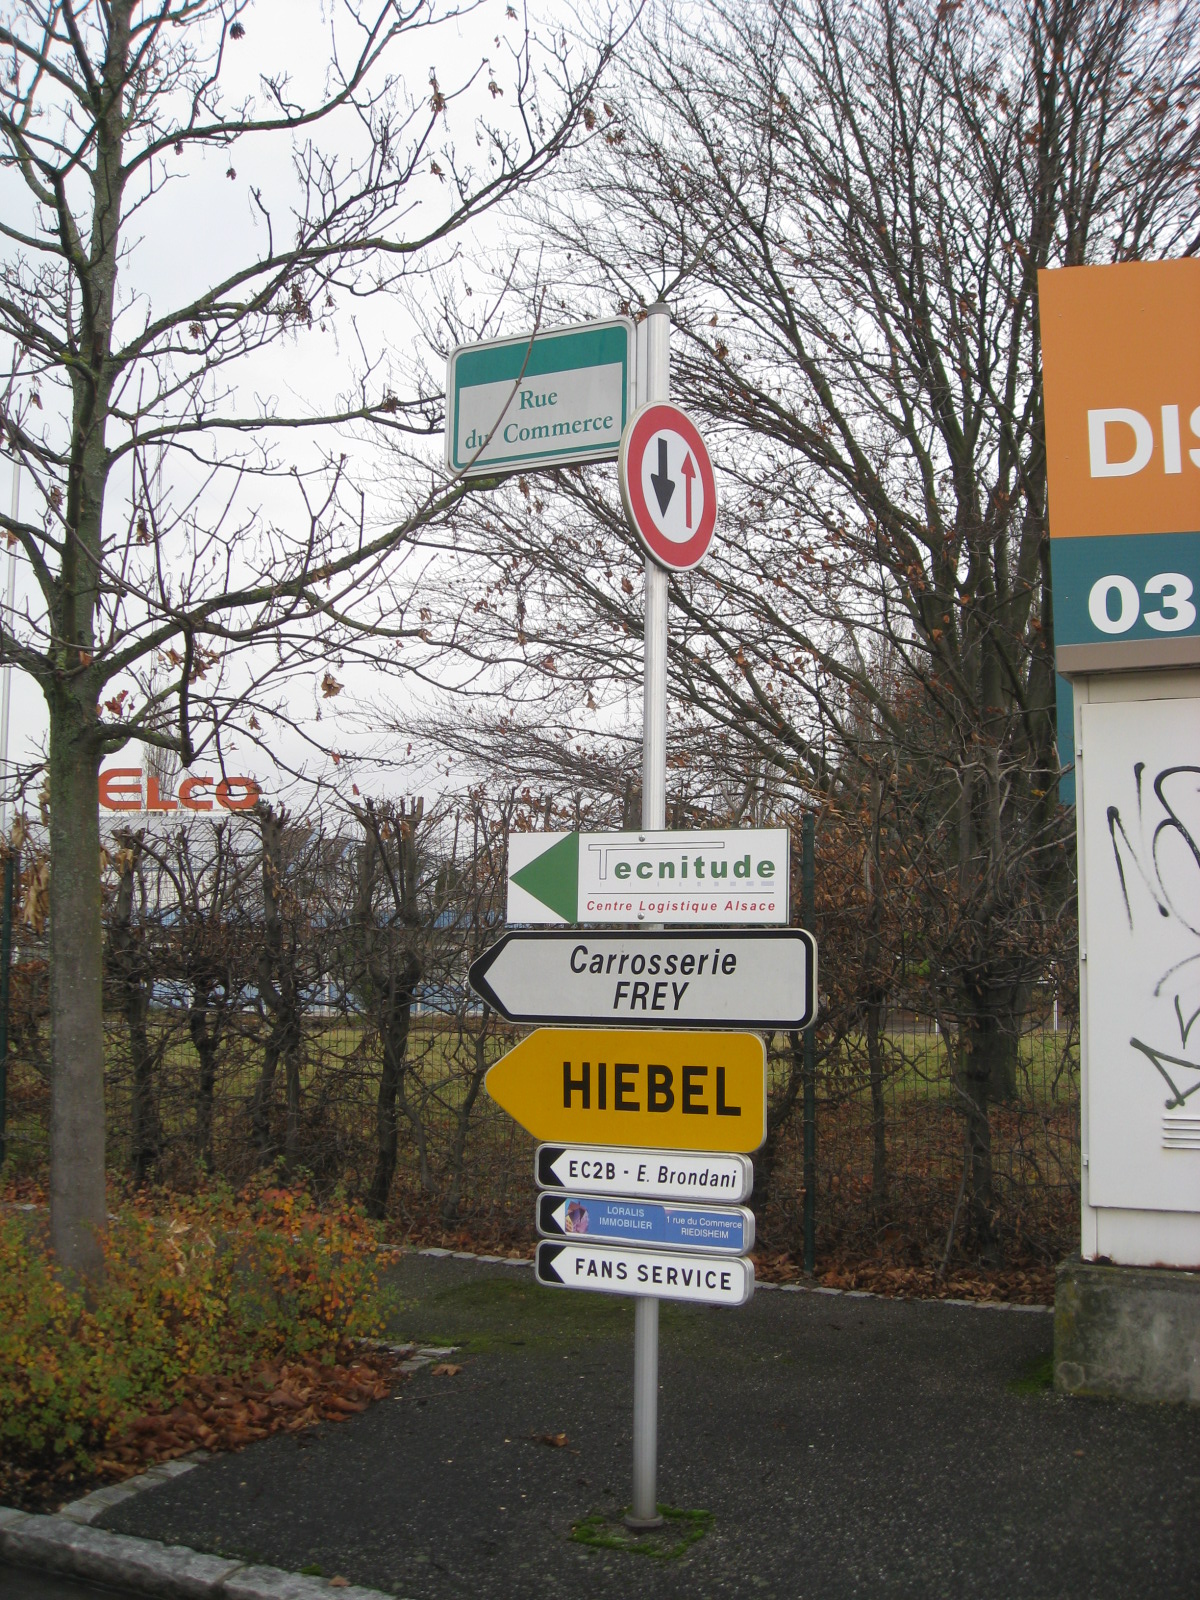 Rue
du Commerce
DIS
03
ELCO
Tecnitude
Centre Logistique Alsace
Carrosserie
FREY
HIEBEL
EC2B - E. Brondani
LORALIS
IMMOBILIER
1 rue du Commerce
RIEDISHEIM
FANS SERVICE